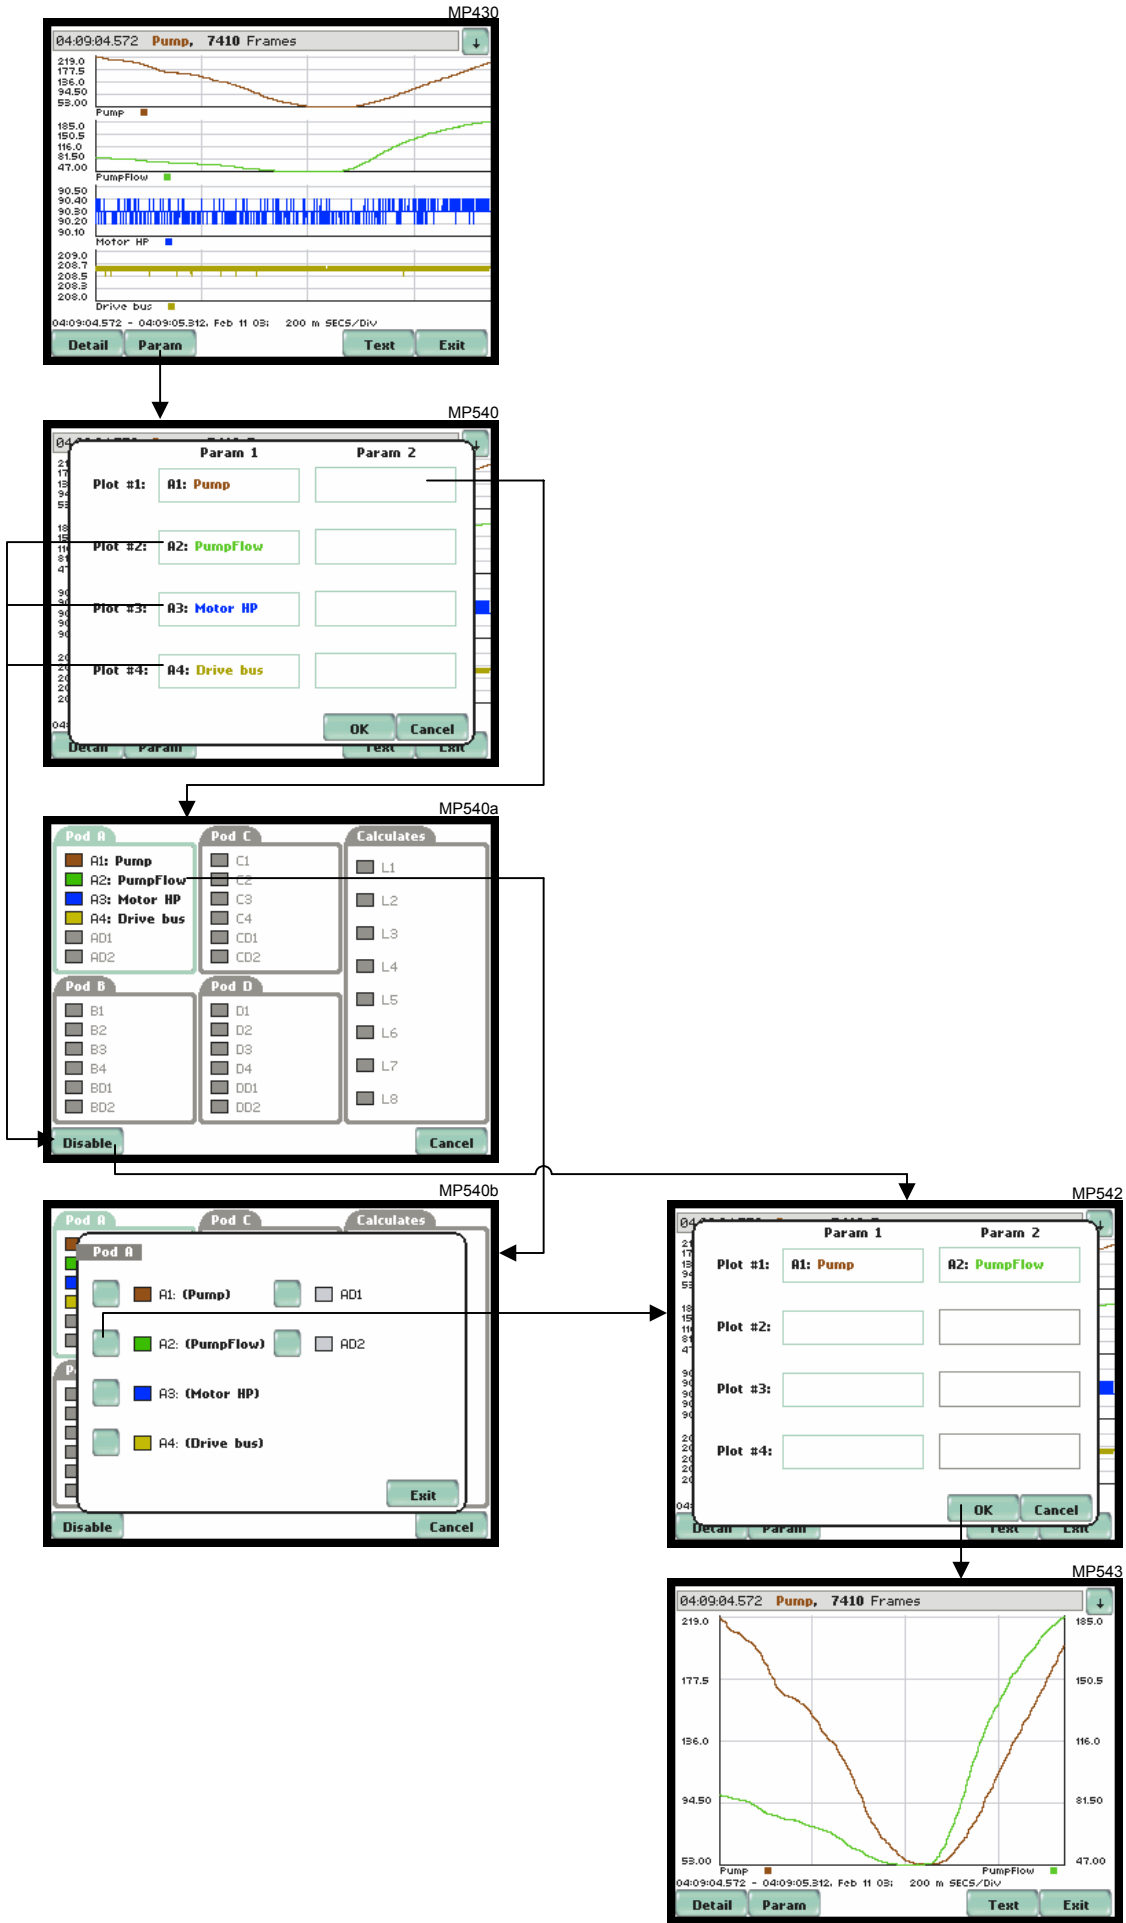 MP430
04:09:04.572 Pump, 7410 Frames ↓
219.0
177.5
136.0
94.50
53.00
Pump
185.0
150.5
116.0
81.50
47.00
PumpFlow
90.50
90.40
90.30
90.20
90.10
Motor HP
209.0
208.7
208.5
208.3
208.0
Drive bus
04:09:04.572 - 04:09:05.312, Feb 11 03; 200 m SECS/Div
Detail Param Text Exit
MP540
Param 1 Param 2
Plot #1: A1: Pump
Plot #2: A2: PumpFlow
Plot #3: A3: Motor HP
Plot #4: A4: Drive bus
OK Cancel
Detail Param Text Exit
MP540a
Pod A Pod C Calculates
A1: Pump C1 L1
A2: PumpFlow C2 L2
A3: Motor HP C3 L3
A4: Drive bus C4 L4
AD1 CD1
AD2 CD2
Pod B Pod D
B1 D1 L5
B2 D2 L6
B3 D3 L7
B4 D4 L8
BD1 DD1
BD2 DD2
Disable Cancel
MP540b
Pod A Pod C Calculates
Pod A
A1: (Pump) AD1
A2: (PumpFlow) AD2
A3: (Motor HP)
A4: (Drive bus)
Exit
Disable Cancel
MP542
Param 1 Param 2
Plot #1: A1: Pump A2: PumpFlow
Plot #2:
Plot #3:
Plot #4:
OK Cancel
Detail Param Text Exit
MP543
04:09:04.572 Pump, 7410 Frames ↓
219.0 185.0
177.5 150.5
136.0 116.0
94.50 81.50
53.00 47.00
Pump PumpFlow
04:09:04.572 - 04:09:05.312, Feb 11 03; 200 m SECS/Div
Detail Param Text Exit